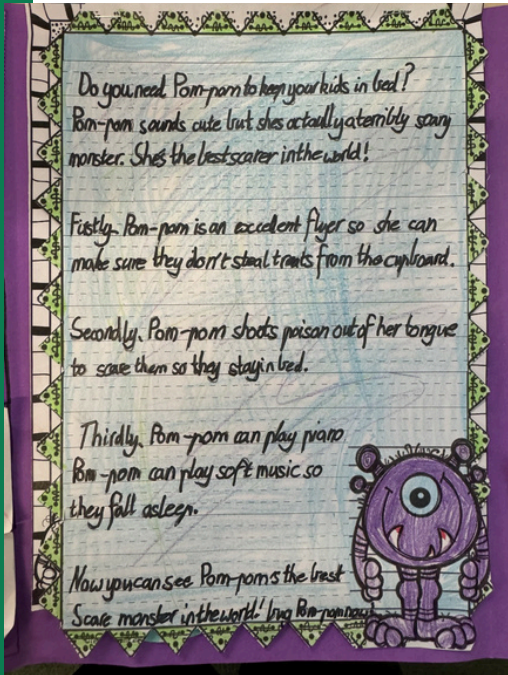 Do you need Pom-pom to keep your kids in bed?
Pom-pom sounds cute but shes actually a terribly scary
monster. She's the best scarer in the world!
Firstly. Pom-pom is an excellent flyer so she can
make sure they don't steal treats from the cupboard.
Secondly. Pom-pom shoots poison out of her tongue
to scare them so they stay in bed.
Thirdly. Pom-pom can play piano
Pom-pom can play soft music so
they fall asleep.
Now you can see Pom-pom's the best
Scare monster in the world! buy Pom-pom now